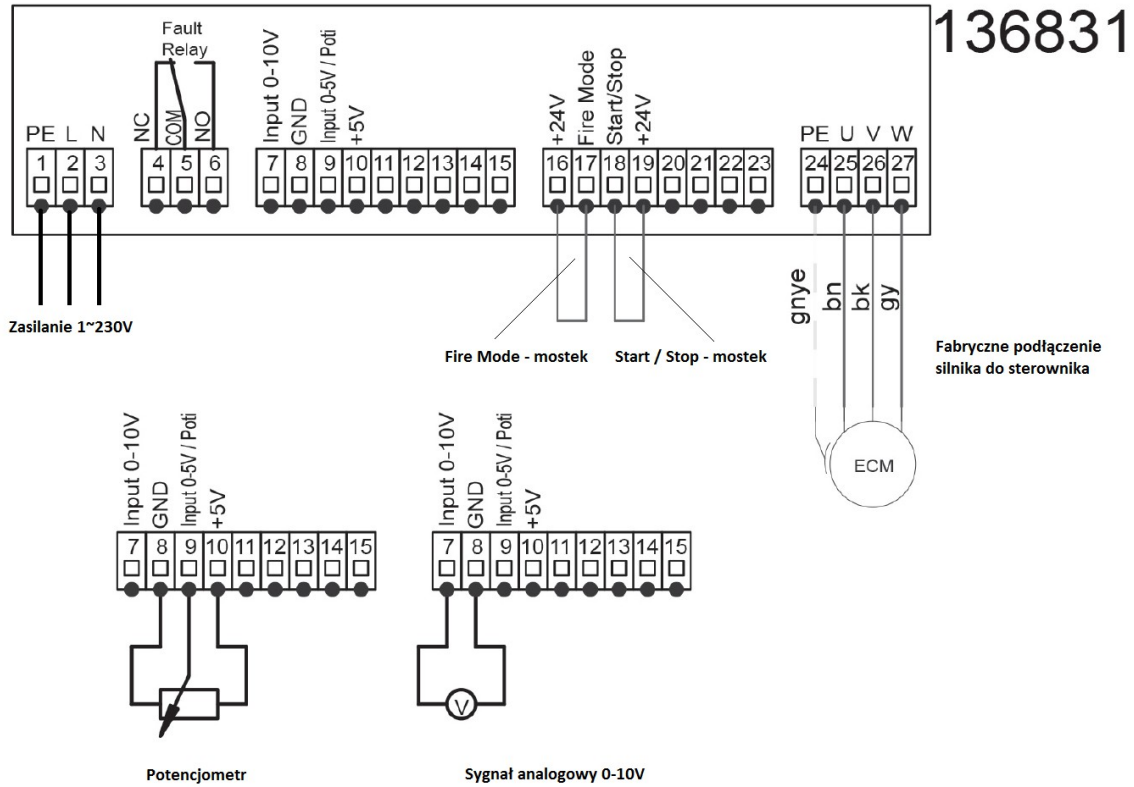 136831
Fault
Relay
NC
COM
NO
Input 0-10V
GND
Input 0-5V / Poti
+5V
+24V
Fire Mode
Start/Stop
+24V
PE L N
PE U V W
1 2 3
4 5 6
7 8 9 10 11 12 13 14 15
16 17 18 19 20 21 22 23
24 25 26 27
gnye
bn
bk
gy
Zasilanie 1~230V
Fire Mode - mostek
Start / Stop - mostek
Fabryczne podłączenie
silnika do sterownika
ECM
Input 0-10V
GND
Input 0-5V / Poti
+5V
7 8 9 10 11 12 13 14 15
Potencjometr
Input 0-10V
GND
Input 0-5V / Poti
+5V
7 8 9 10 11 12 13 14 15
V
Sygnał analogowy 0-10V